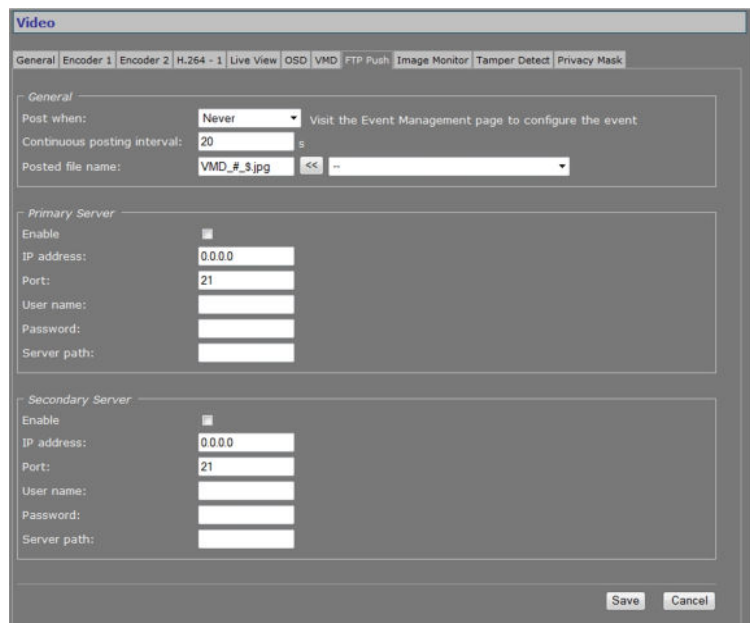 Video
General Encoder 1 Encoder 2 H.264 - 1 Live View OSD VMD FTP Push Image Monitor Tamper Detect Privacy Mask
General
Post when: Never Visit the Event Management page to configure the event
Continuous posting interval: 20 s
Posted file name: VMD_#_$.jpg << --
Primary Server
Enable
IP address: 0.0.0.0
Port: 21
User name:
Password:
Server path:
Secondary Server
Enable
IP address: 0.0.0.0
Port: 21
User name:
Password:
Server path:
Save Cancel